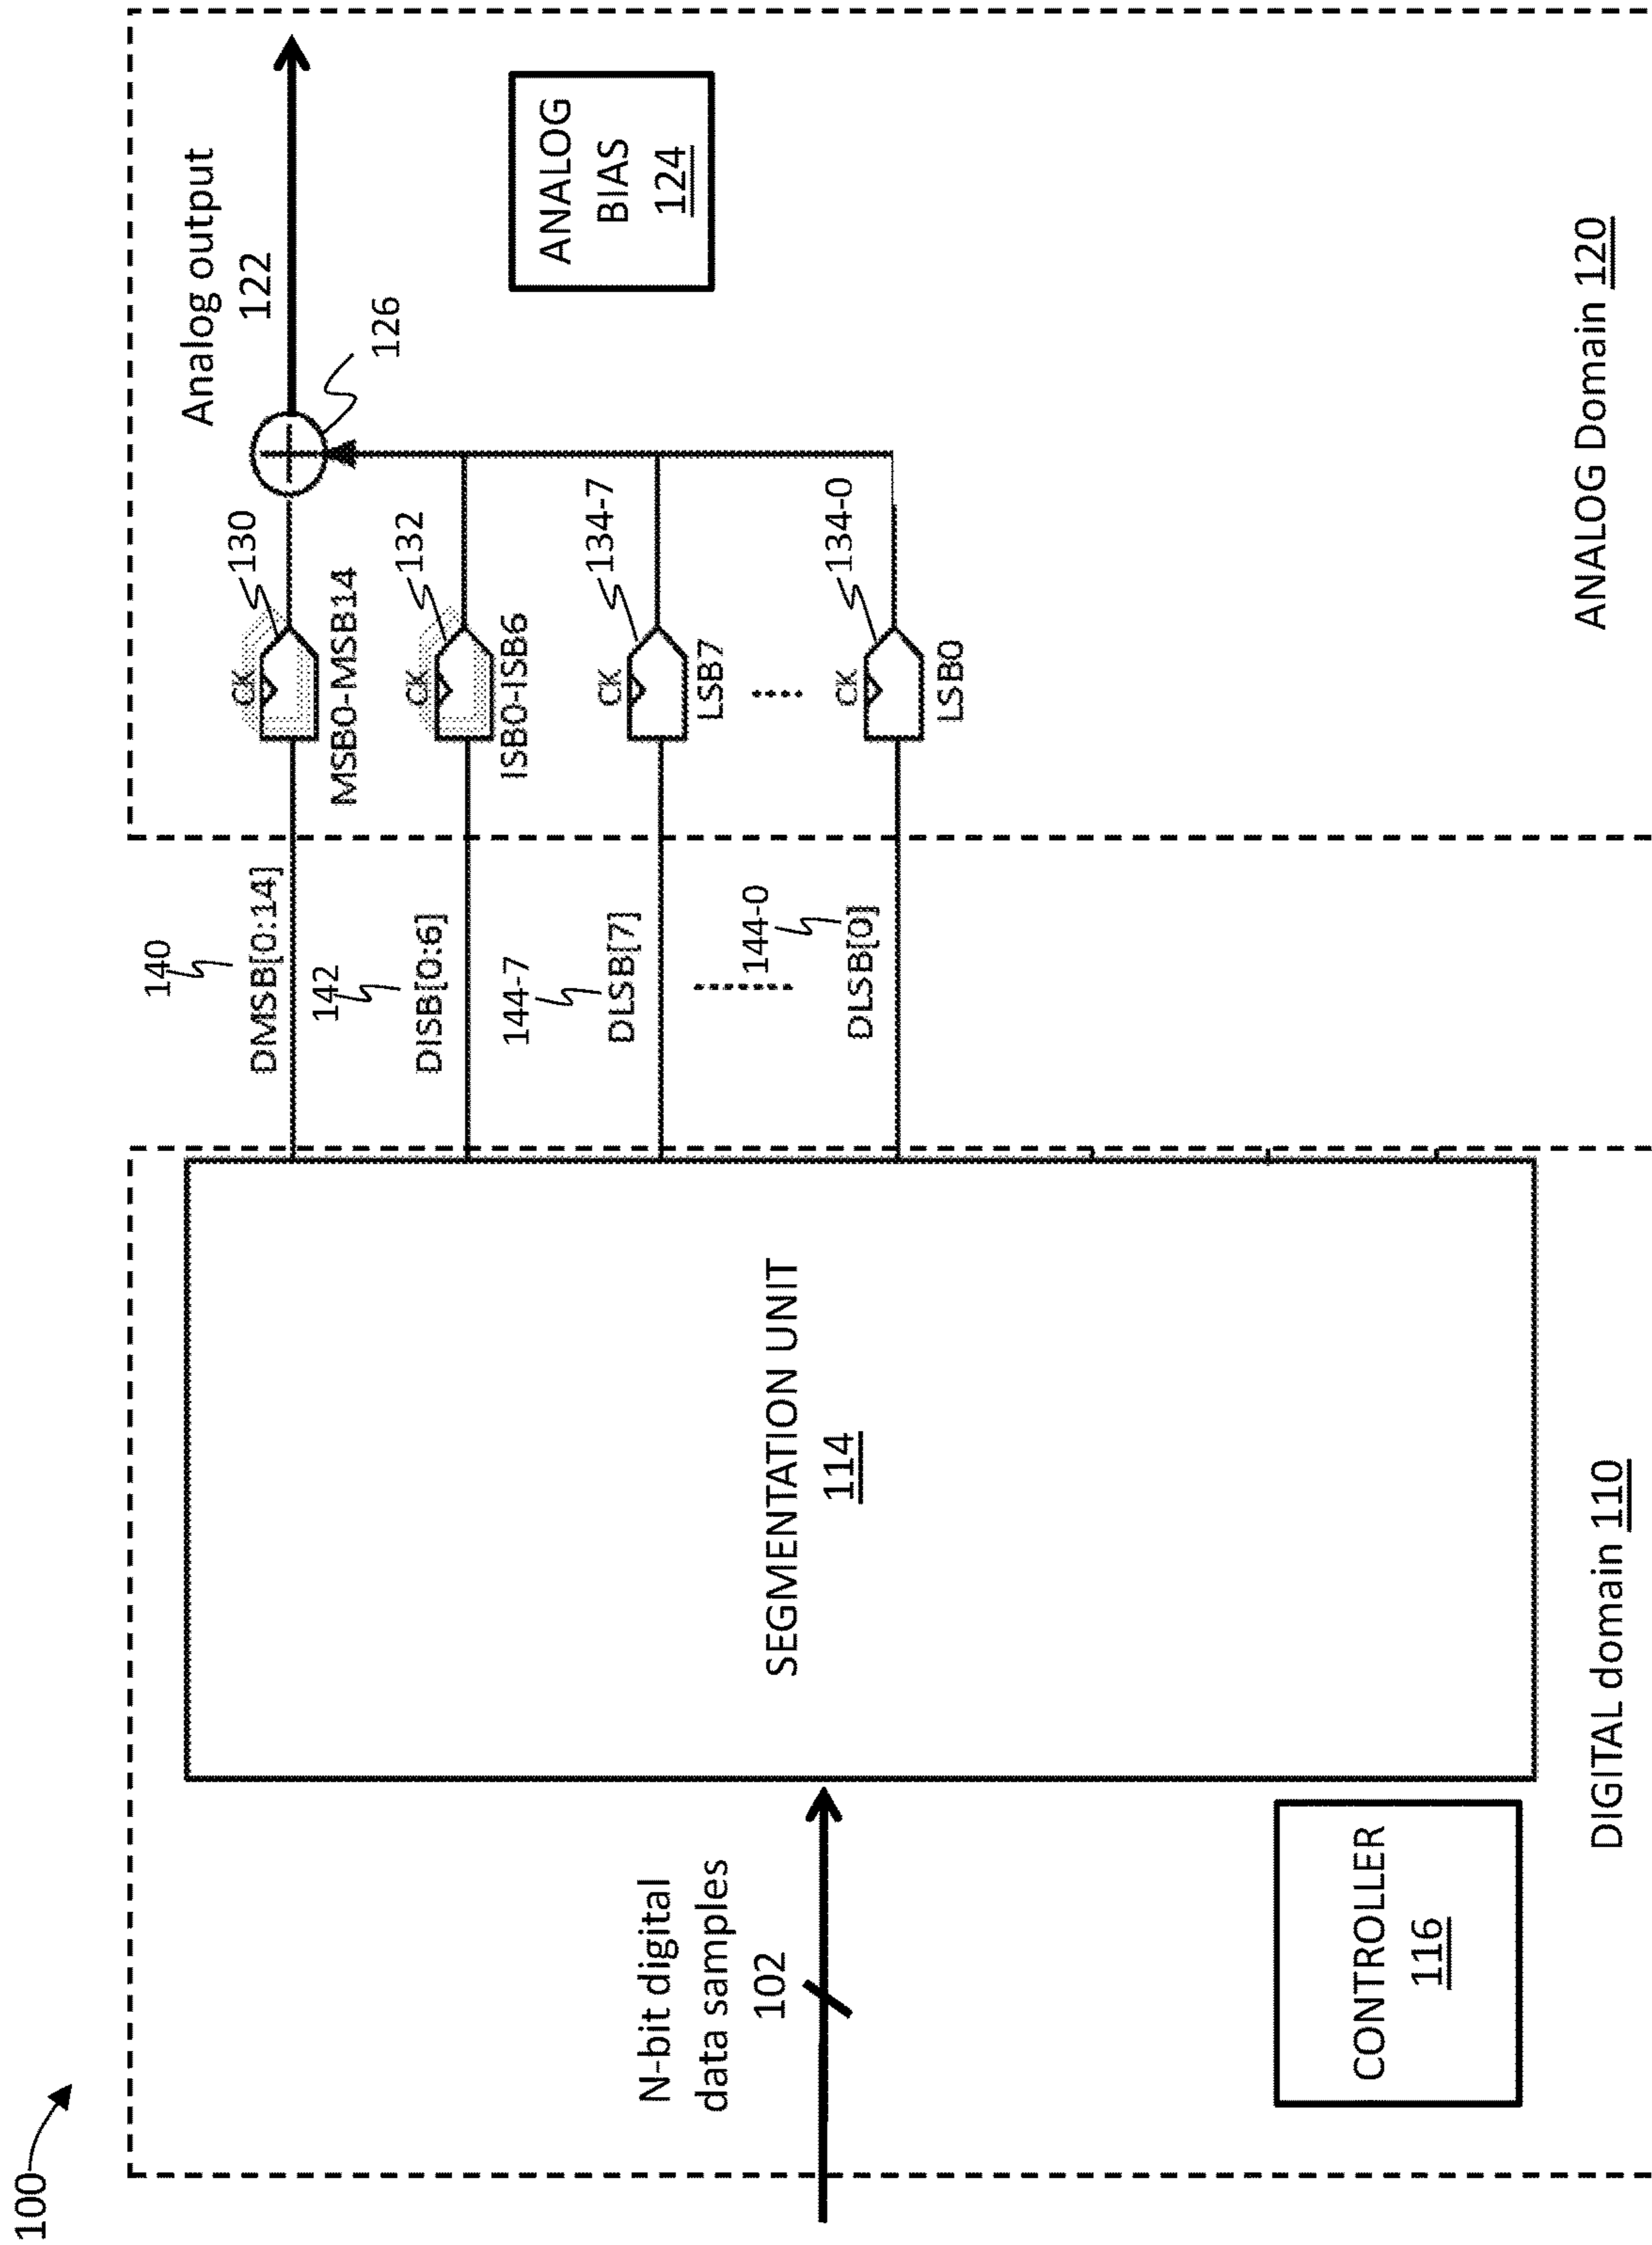 100
N-bit digital
data samples
102
CONTROLLER
116
SEGMENTATION UNIT
114
DIGITAL domain 110
140
DMSB[0:14]
142
DISB[0:6]
144-7
DLSB[7]
144-0
DLSB[0]
CK
130
MSB0-MSB14
CK
132
ISB0-ISB6
CK
134-7
LSB7
CK
134-0
LSB0
126
Analog output
122
ANALOG
BIAS
124
ANALOG Domain 120